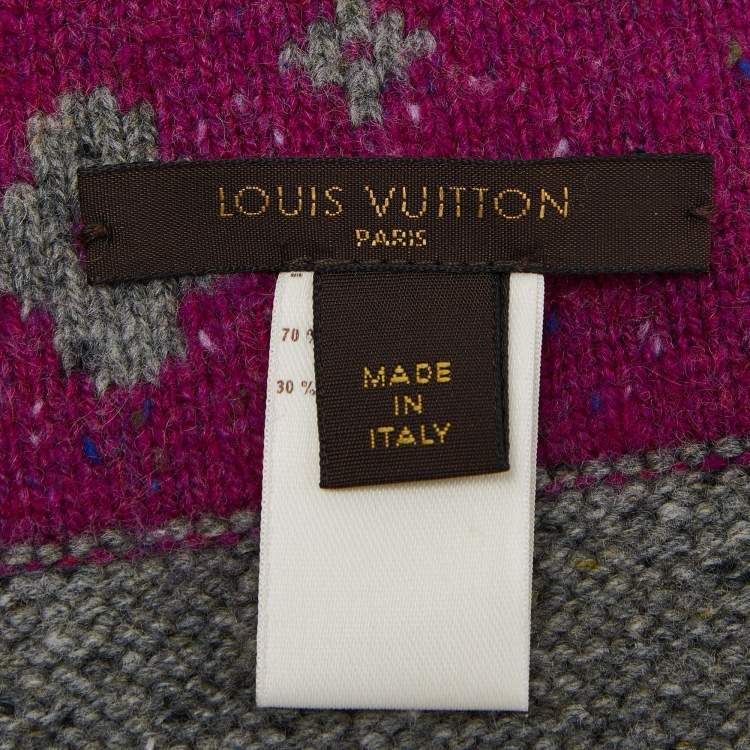 LOUIS VUITTON
PARIS
70 %
30 %
MADE
IN
ITALY